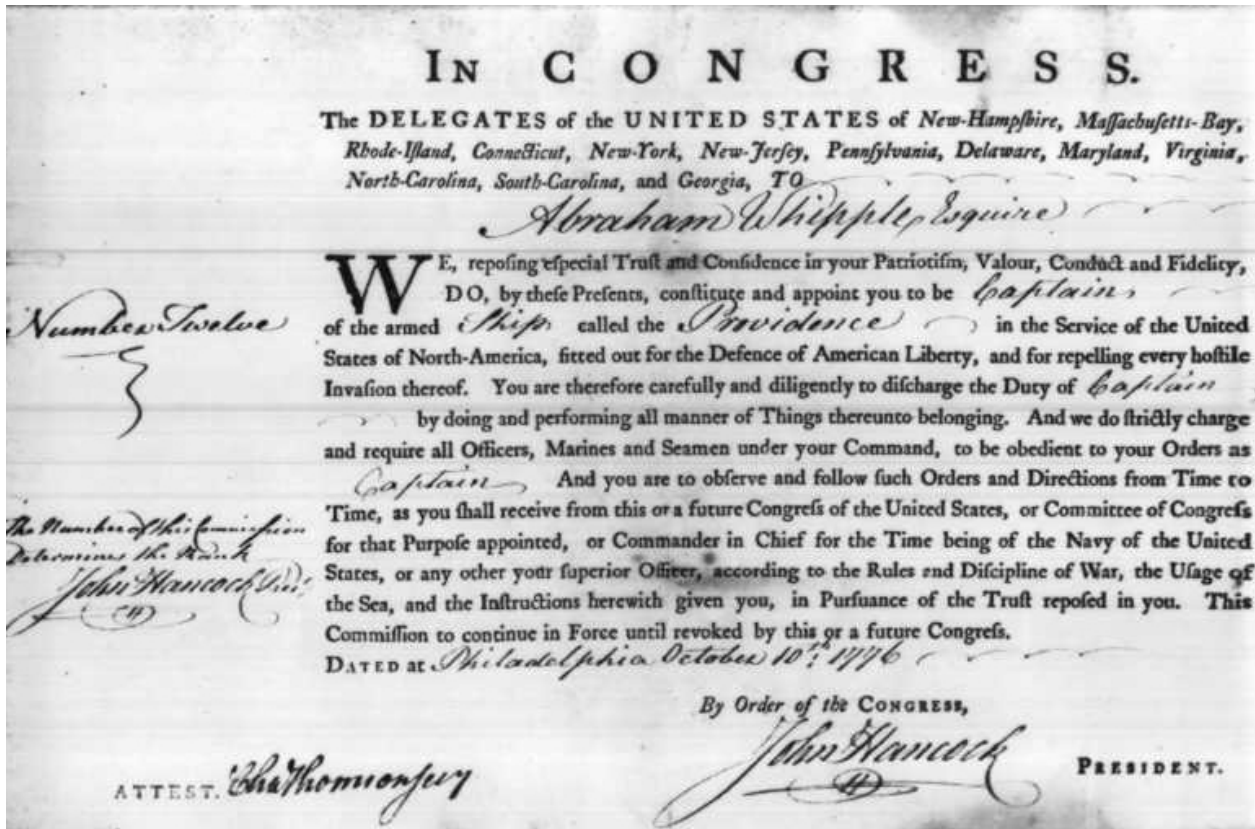 IN CONGRESS.
The DELEGATES of the UNITED STATES of New-Hampſhire, Maſſachuſetts-Bay,
Rhode-Iſland, Connecticut, New-York, New-Jerſey, Pennſylvania, Delaware, Maryland, Virginia,
North-Carolina, South-Carolina, and Georgia, TO
Abraham Whipple, Esquire
WE, repoſing eſpecial Truſt and Confidence in your Patriotiſm, Valour, Conduct and Fidelity,
DO, by theſe Preſents, conſtitute and appoint you to be Captain
Number Twelve
of the armed Ship called the Providence in the Service of the United
States of North-America, fitted out for the Defence of American Liberty, and for repelling every hoſtile
Invaſion thereof. You are therefore carefully and diligently to diſcharge the Duty of Captain
by doing and performing all manner of Things thereunto belonging. And we do ſtrictly charge
and require all Officers, Marines and Seamen under your Command, to be obedient to your Orders as
Captain And you are to obſerve and follow ſuch Orders and Directions from Time to
The Number of this Commission
Determines the Rank
John Hancock Presᵗ
Time, as you ſhall receive from this or a future Congreſs of the United States, or Committee of Congreſs
for that Purpoſe appointed, or Commander in Chief for the Time being of the Navy of the United
States, or any other your ſuperior Officer, according to the Rules and Diſcipline of War, the Uſage of
the Sea, and the Inſtructions herewith given you, in Purſuance of the Truſt repoſed in you. This
Commiſſion to continue in Force until revoked by this or a future Congreſs.
DATED at Philadelphia October 10th: 1776
By Order of the CONGRESS,
John Hancock PRESIDENT.
ATTEST. Cha Thomson secy